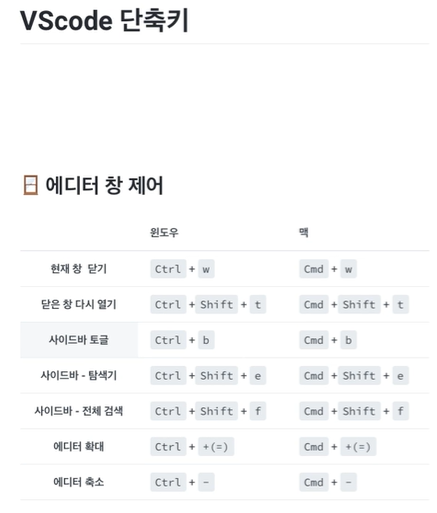 VScode 단축키
에디터 창 제어
윈도우 맥
현재 창 닫기 Ctrl + w Cmd + w
닫은 창 다시 열기 Ctrl + Shift + t Cmd + Shift + t
사이드바 토글 Ctrl + b Cmd + b
사이드바 - 탐색기 Ctrl + Shift + e Cmd + Shift + e
사이드바 - 전체 검색 Ctrl + Shift + f Cmd + Shift + f
에디터 확대 Ctrl + +(=) Cmd + +(=)
에디터 축소 Ctrl + - Cmd + -